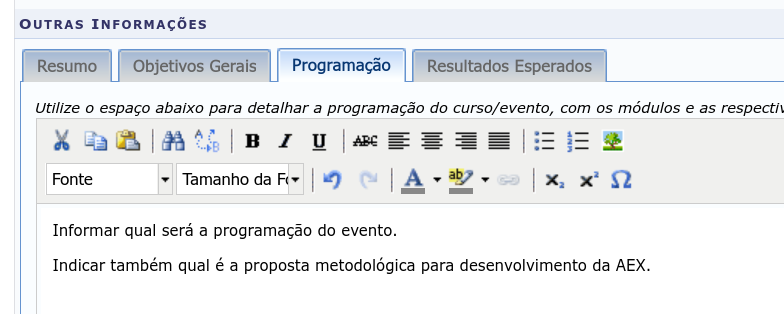 OUTRAS INFORMAÇÕES
Resumo Objetivos Gerais Programação Resultados Esperados
Utilize o espaço abaixo para detalhar a programação do curso/evento, com os módulos e as
B I U ABC
Fonte Tamanho da
Informar qual será a programação do evento.
Indicar também qual é a proposta metodológica para desenvolvimento da AEX.